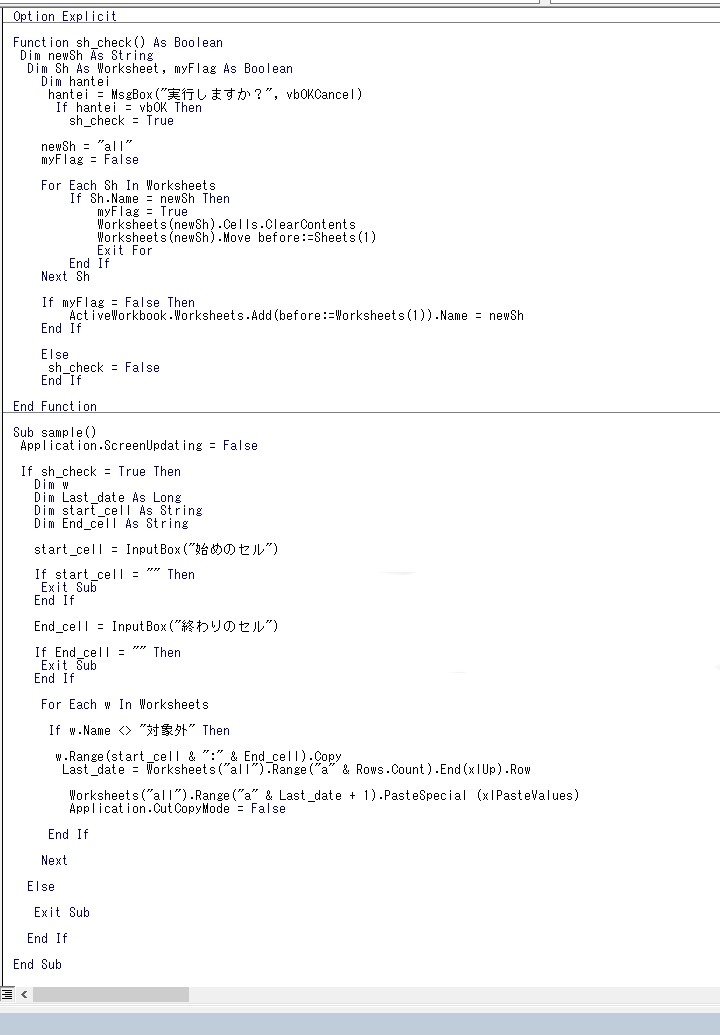 Option Explicit
Function sh_check() As Boolean
Dim newSh As String
Dim Sh As Worksheet, myFlag As Boolean
Dim hantei
hantei = MsgBox("実行しますか？", vbOKCancel)
If hantei = vbOK Then
sh_check = True
newSh = "all"
myFlag = False
For Each Sh In Worksheets
If Sh.Name = newSh Then
myFlag = True
Worksheets(newSh).Cells.ClearContents
Worksheets(newSh).Move before:=Sheets(1)
Exit For
End If
Next Sh
If myFlag = False Then
ActiveWorkbook.Worksheets.Add(before:=Worksheets(1)).Name = newSh
End If
Else
sh_check = False
End If
End Function
Sub sample()
Application.ScreenUpdating = False
If sh_check = True Then
Dim w
Dim Last_date As Long
Dim start_cell As String
Dim End_cell As String
start_cell = InputBox("始めのセル")
If start_cell = "" Then
Exit Sub
End If
End_cell = InputBox("終わりのセル")
If End_cell = "" Then
Exit Sub
End If
For Each w In Worksheets
If w.Name <> "対象外" Then
w.Range(start_cell & ":" & End_cell).Copy
Last_date = Worksheets("all").Range("a" & Rows.Count).End(xlUp).Row
Worksheets("all").Range("a" & Last_date + 1).PasteSpecial (xlPasteValues)
Application.CutCopyMode = False
End If
Next
Else
Exit Sub
End If
End Sub